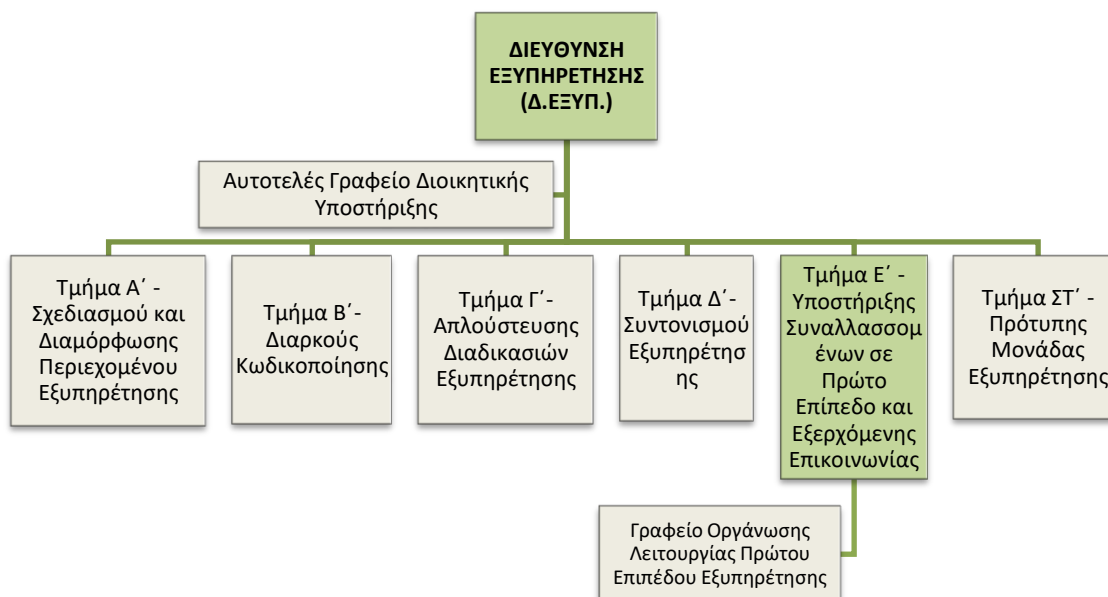 ΔΙΕΥΘΥΝΣΗ
ΕΞΥΠΗΡΕΤΗΣΗΣ
(Δ.ΕΞΥΠ.)
Αυτοτελές Γραφείο Διοικητικής
Υποστήριξης
Τμήμα Α΄ -
Σχεδιασμού και
Διαμόρφωσης
Περιεχομένου
Εξυπηρέτησης
Τμήμα Β΄-
Διαρκούς
Κωδικοποίησης
Τμήμα Γ΄-
Απλούστευσης
Διαδικασιών
Εξυπηρέτησης
Τμήμα Δ΄-
Συντονισμού
Εξυπηρέτησ
ης
Τμήμα Ε΄ -
Υποστήριξης
Συναλλασσομ
ένων σε
Πρώτο
Επίπεδο και
Εξερχόμενης
Επικοινωνίας
Τμήμα ΣΤ΄ -
Πρότυπης
Μονάδας
Εξυπηρέτησης
Γραφείο Οργάνωσης
Λειτουργίας Πρώτου
Επιπέδου Εξυπηρέτησης